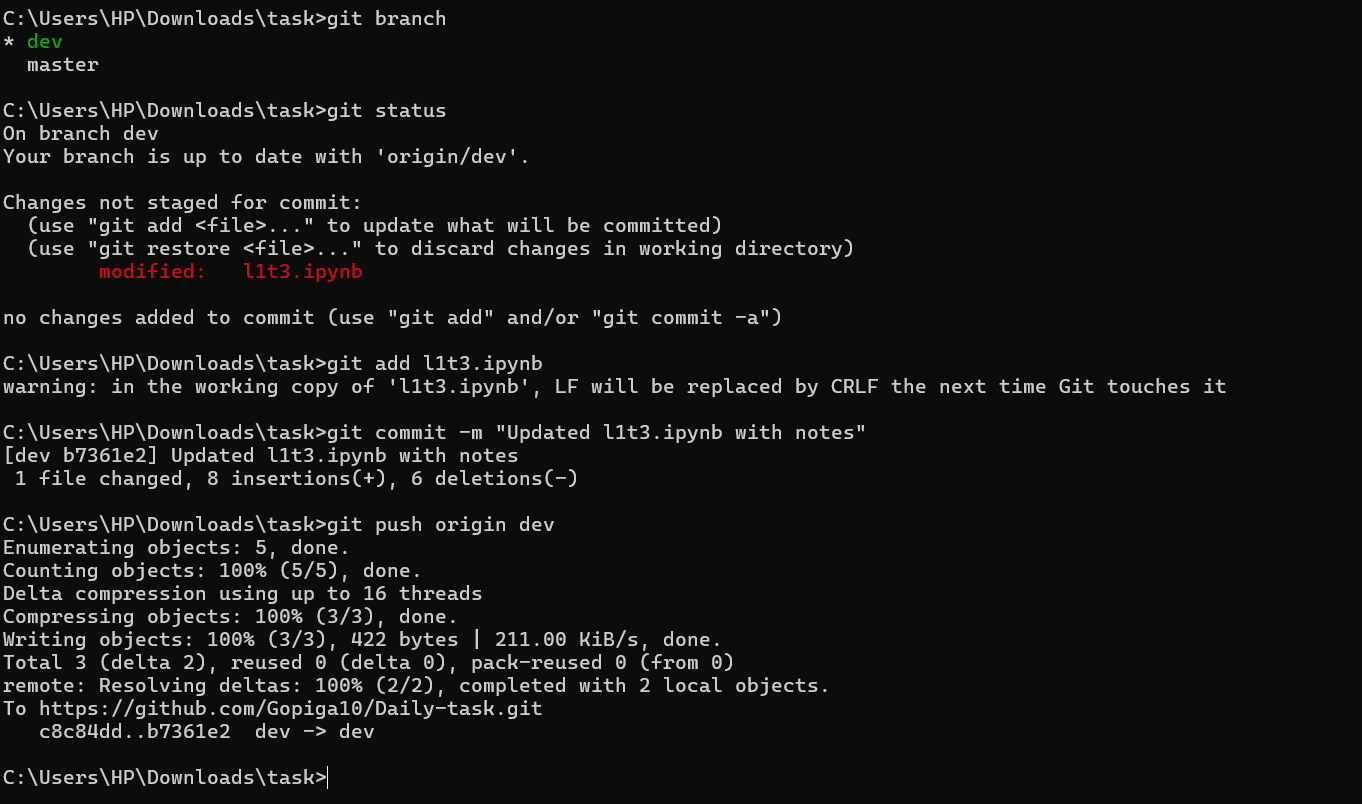 C:\Users\HP\Downloads\task>git branch
* dev
  master

C:\Users\HP\Downloads\task>git status
On branch dev
Your branch is up to date with 'origin/dev'.

Changes not staged for commit:
  (use "git add <file>..." to update what will be committed)
  (use "git restore <file>..." to discard changes in working directory)
        modified:   l1t3.ipynb

no changes added to commit (use "git add" and/or "git commit -a")

C:\Users\HP\Downloads\task>git add l1t3.ipynb
warning: in the working copy of 'l1t3.ipynb', LF will be replaced by CRLF the next time Git touches it

C:\Users\HP\Downloads\task>git commit -m "Updated l1t3.ipynb with notes"
[dev b7361e2] Updated l1t3.ipynb with notes
 1 file changed, 8 insertions(+), 6 deletions(-)

C:\Users\HP\Downloads\task>git push origin dev
Enumerating objects: 5, done.
Counting objects: 100% (5/5), done.
Delta compression using up to 16 threads
Compressing objects: 100% (3/3), done.
Writing objects: 100% (3/3), 422 bytes | 211.00 KiB/s, done.
Total 3 (delta 2), reused 0 (delta 0), pack-reused 0 (from 0)
remote: Resolving deltas: 100% (2/2), completed with 2 local objects.
To https://github.com/Gopiga10/Daily-task.git
   c8c84dd..b7361e2  dev -> dev

C:\Users\HP\Downloads\task>